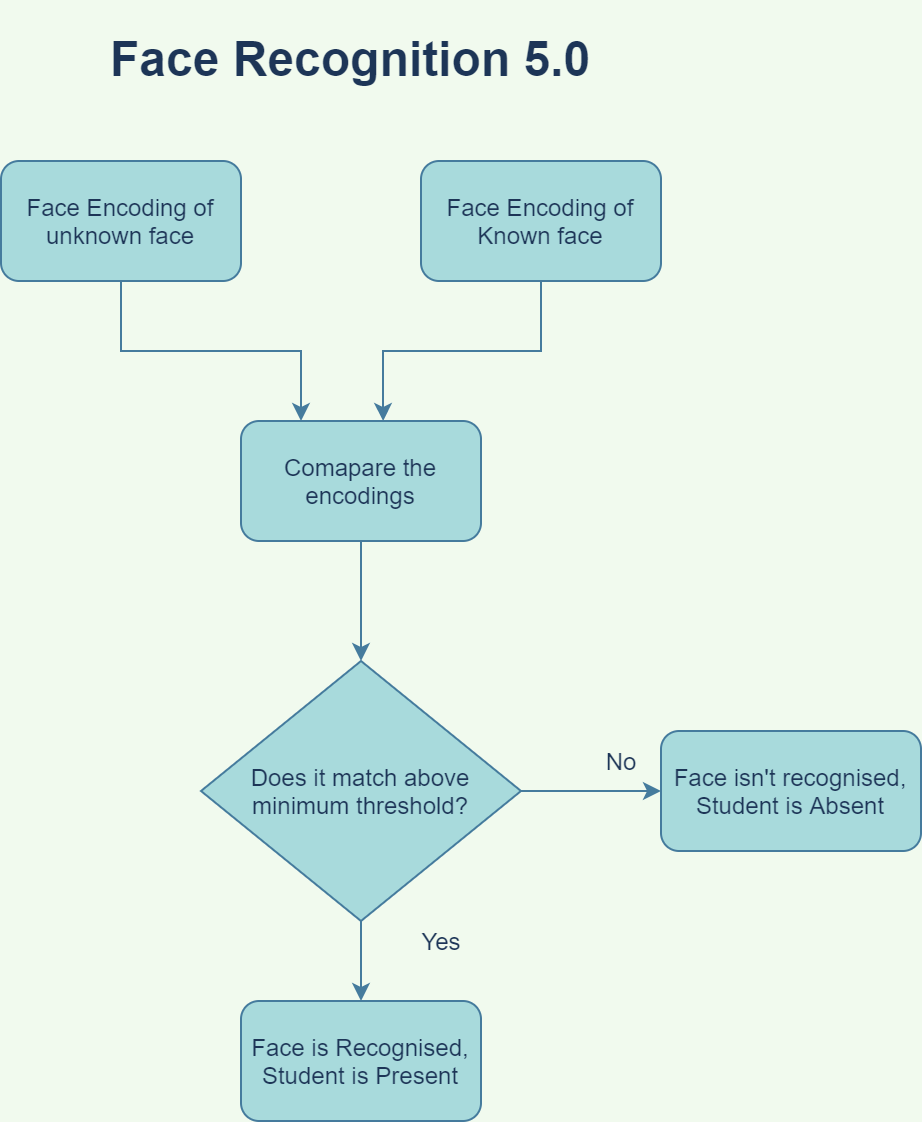 Face Recognition 5.0
Face Encoding of
unknown face
Face Encoding of
Known face
Comapare the
encodings
Does it match above
minimum threshold?
No
Face isn't recognised,
Student is Absent
Yes
Face is Recognised,
Student is Present